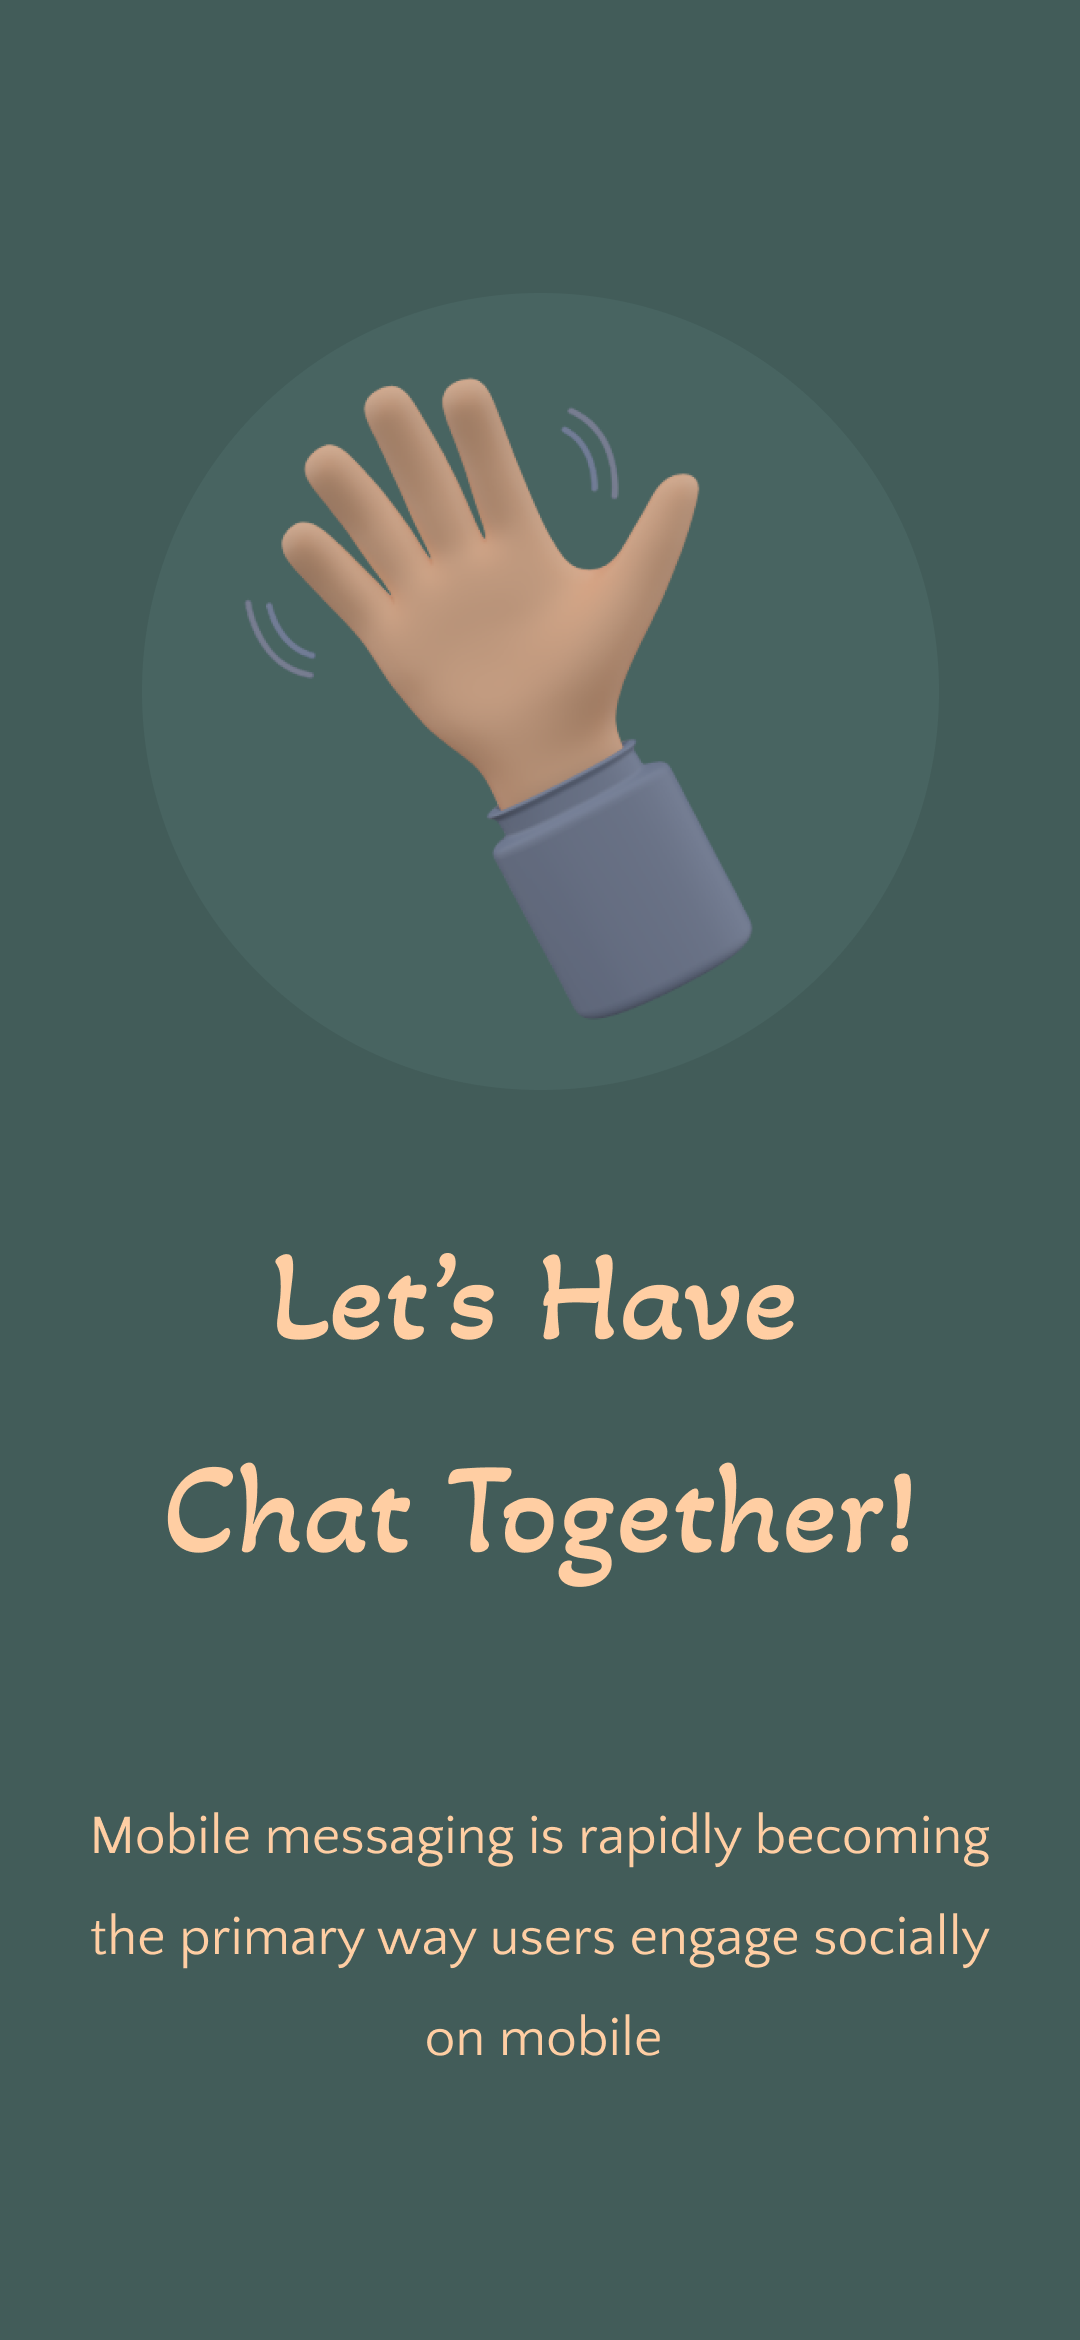 Let’s Have
Chat Together!
Mobile messaging is rapidly becoming
the primary way users engage socially
on mobile